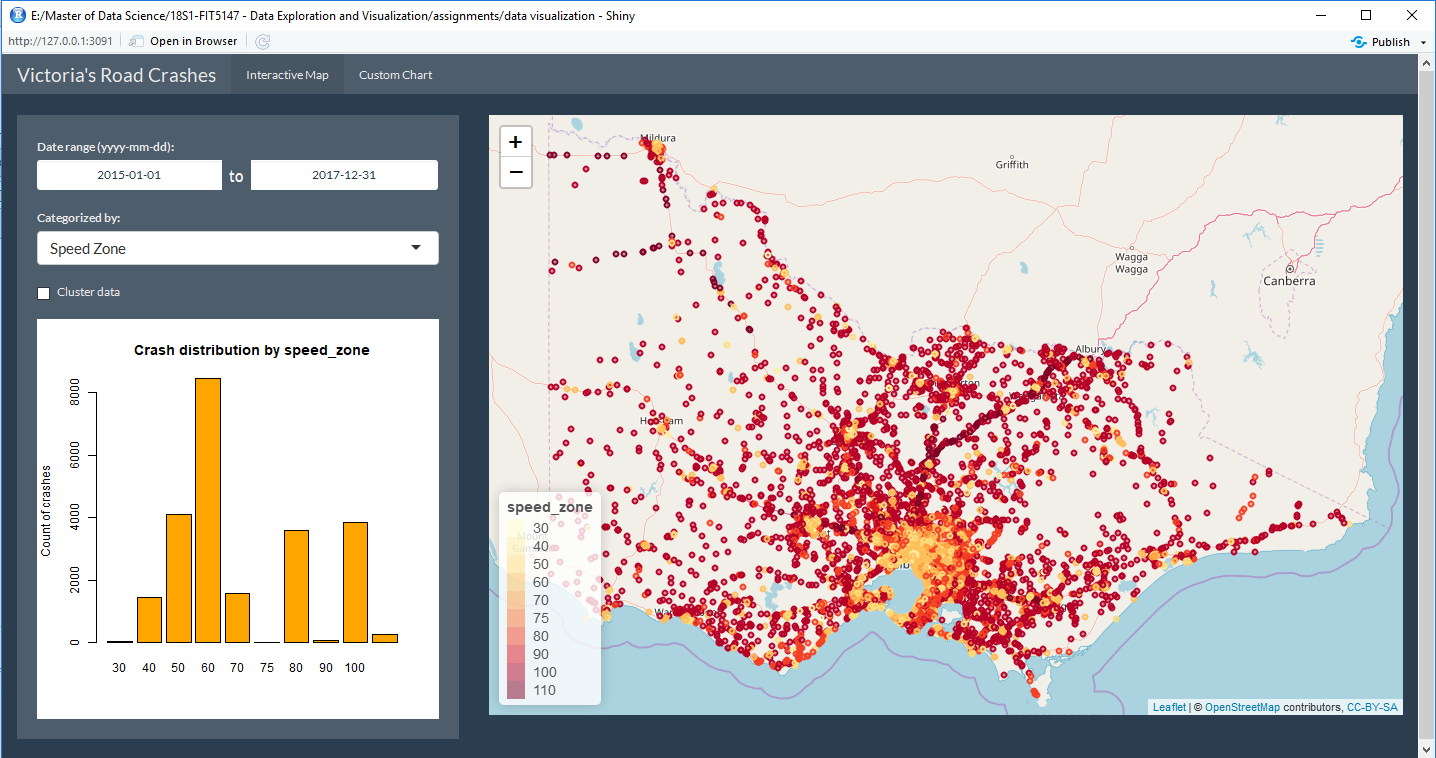 E:/Master of Data Science/18S1-FIT5147 - Data Exploration and Visualization/assignments/data visualization - Shiny
http://127.0.0.1:3091 Open in Browser Publish
Victoria's Road Crashes Interactive Map Custom Chart
Date range (yyyy-mm-dd):
2015-01-01 to 2017-12-31
Categorized by:
Speed Zone
Cluster data
Crash distribution by speed_zone
Count of crashes
0 2000 4000 6000 8000
30 40 50 60 70 75 80 90 100
+
−
Mildura
Griffith
Wagga
Wagga
Canberra
Albury
speed_zone
30
40
50
60
70
75
80
90
100
110
Leaflet | © OpenStreetMap contributors, CC-BY-SA